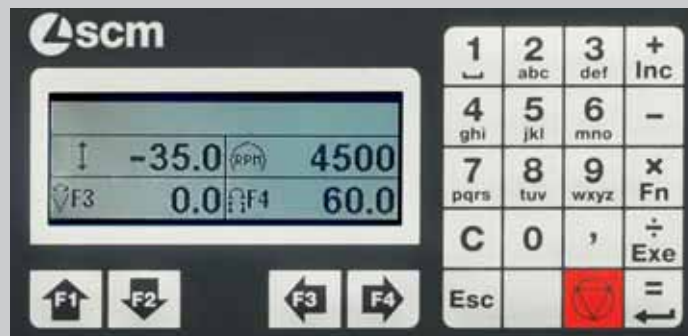 scm
-35.0 RPM 4500
F3 0.0 F4 60.0
F1 F2 F3 F4
1 2 abc 3 def + Inc
4 ghi 5 jkl 6 mno -
7 pqrs 8 tuv 9 wxyz × Fn
C 0 , ÷ Exe
Esc =